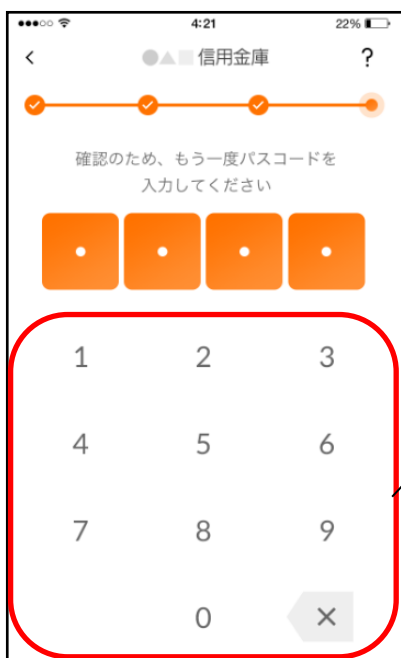 4:21 22%
●▲■ 信用金庫 ?
確認のため、もう一度パスコードを
入力してください
1 2 3
4 5 6
7 8 9
0